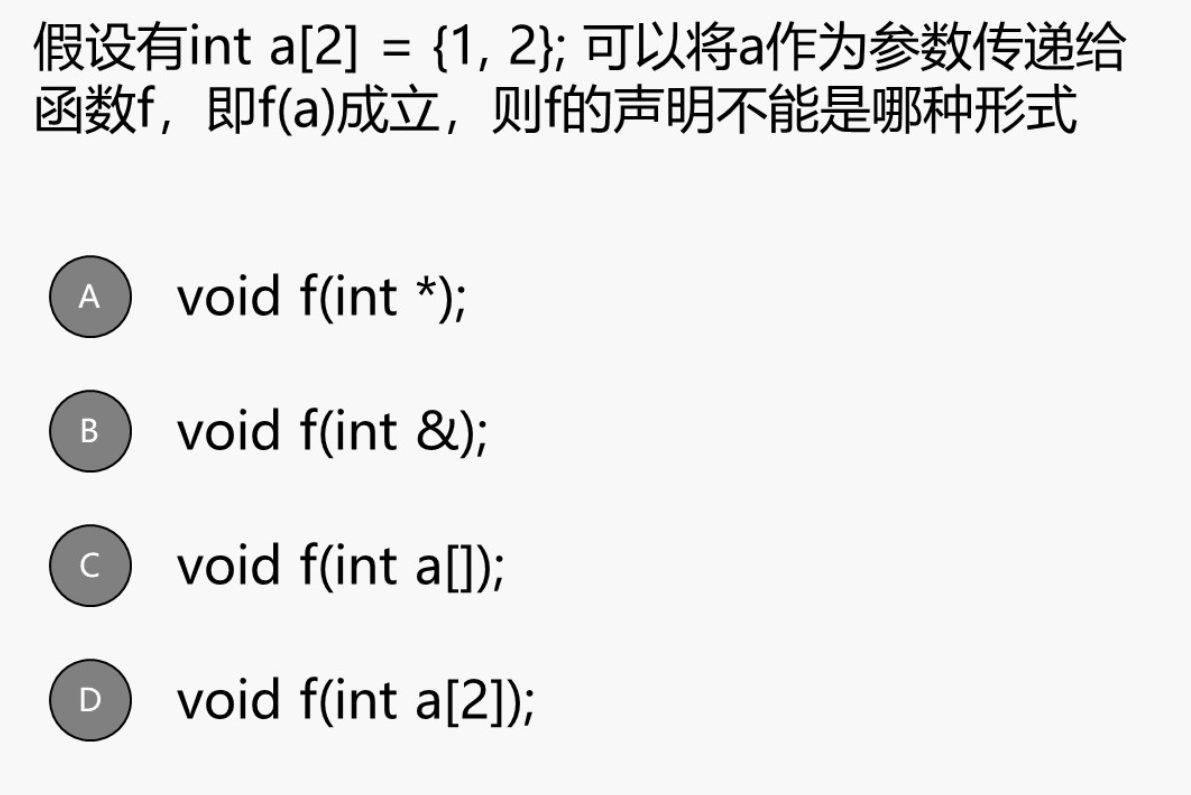 假设有int a[2] = {1, 2}; 可以将a作为参数传递给
函数f，即f(a)成立，则f的声明不能是哪种形式
A void f(int *);
B void f(int &);
C void f(int a[]);
D void f(int a[2]);